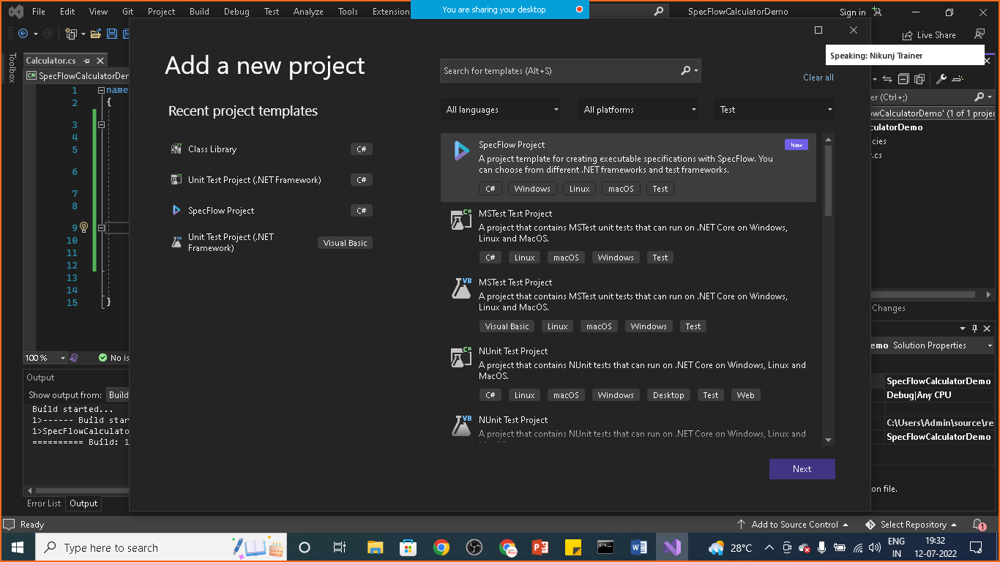 File Edit View Git Project Build Debug Test Analyze Tools Extension
You are sharing your desktop
SpecFlowCalculatorDemo
Sign in
Live Share
Speaking: Nikunj Trainer
Toolbox
Calculator.cs
SpecFlowCalculatorDem
1
2
3
4
5
6
7
8
9
10
11
12
13
14
15
name
{
}
100 %
No is
Output
Show output from: Build
Build started...
1>------ Build star
1>SpecFlowCalculato
========== Build: 1
Error List
Output
Add a new project
Recent project templates
Class Library C#
Unit Test Project (.NET Framework) C#
SpecFlow Project C#
Unit Test Project (.NET
Framework)
Visual Basic
Search for templates (Alt+S)
Clear all
All languages
All platforms
Test
SpecFlow Project
New
A project template for creating executable specifications with SpecFlow. You
can choose from different .NET frameworks and test frameworks.
C# Windows Linux macOS Test
MSTest Test Project
A project that contains MSTest unit tests that can run on .NET Core on Windows,
Linux and MacOS.
C# Linux macOS Windows Test
MSTest Test Project
A project that contains MSTest unit tests that can run on .NET Core on Windows,
Linux and MacOS.
Visual Basic Linux macOS Windows Test
NUnit Test Project
A project that contains NUnit tests that can run on .NET Core on Windows, Linux and
MacOS.
C# Linux macOS Windows Desktop Test Web
NUnit Test Project
A project that contains NUnit tests that can run on .NET Core on Windows, Linux and
Next
er (Ctrl+;)
owCalculatorDemo' (1 of 1 projec
culatorDemo
cies
r.cs
Changes
emo Solution Properties
SpecFlowCalculatorDemo
Debug|Any CPU
C:\Users\Admin\source\re
SpecFlowCalculatorDemo
on file.
Ready
Add to Source Control
Select Repository
1
Type here to search
28°C
ENG
IN
19:32
12-07-2022